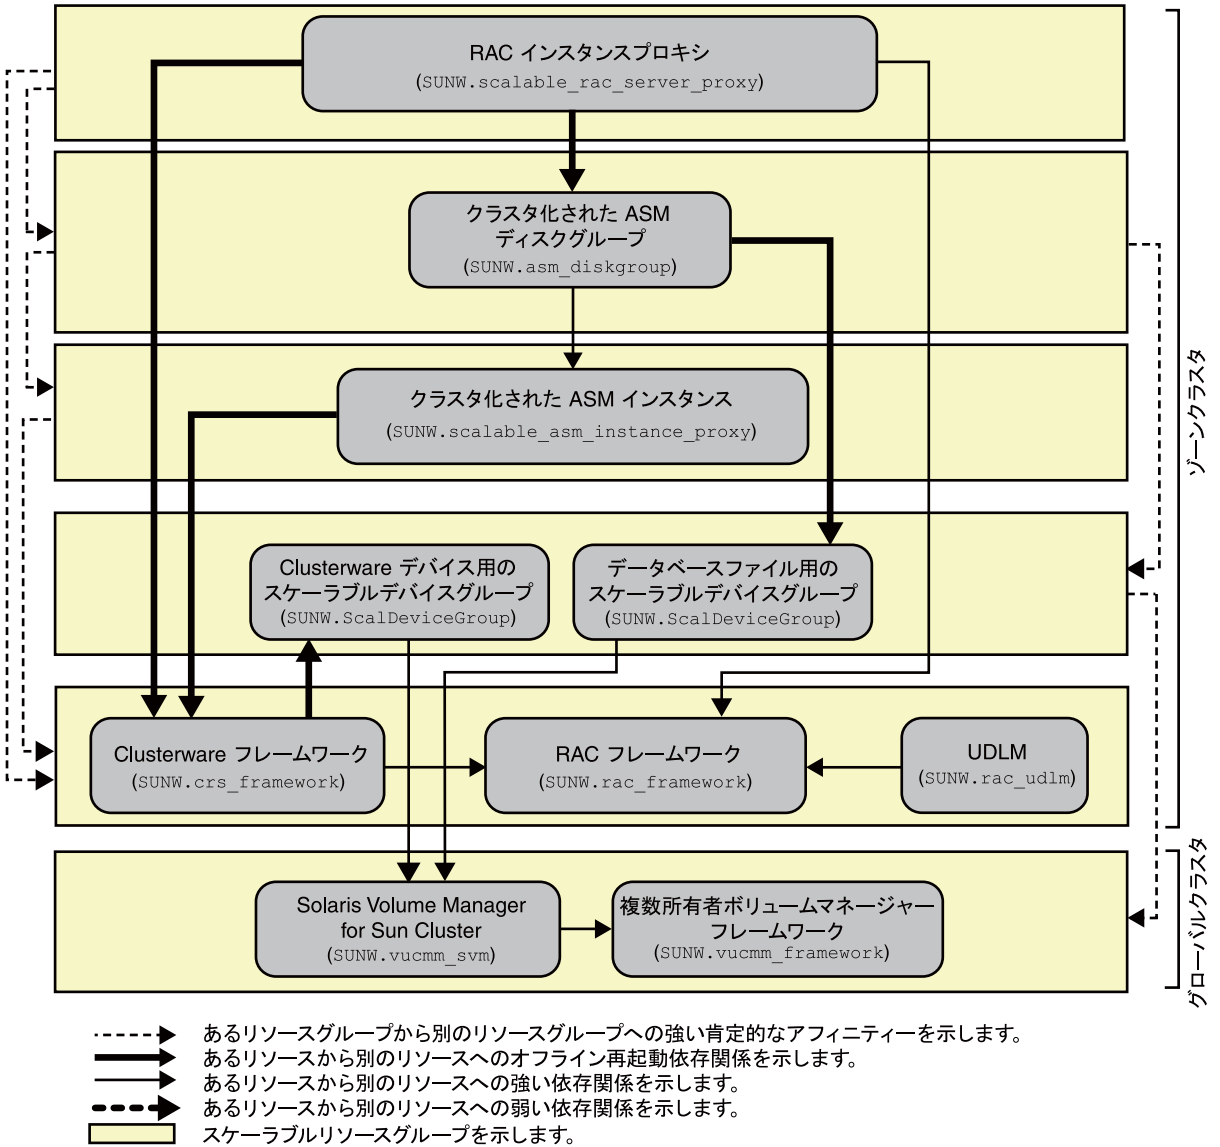 RAC インスタンスプロキシ
(SUNW.scalable_rac_server_proxy)
クラスタ化された ASM
ディスクグループ
(SUNW.asm_diskgroup)
クラスタ化された ASM インスタンス
(SUNW.scalable_asm_instance_proxy)
Clusterware デバイス用の
スケーラブルデバイスグループ
(SUNW.ScalDeviceGroup)
データベースファイル用の
スケーラブルデバイスグループ
(SUNW.ScalDeviceGroup)
Clusterware フレームワーク
(SUNW.crs_framework)
RAC フレームワーク
(SUNW.rac_framework)
UDLM
(SUNW.rac_udlm)
ゾーンクラスタ
Solaris Volume Manager
for Sun Cluster
(SUNW.vucmm_svm)
複数所有者ボリュームマネージャー
フレームワーク
(SUNW.vucmm_framework)
グローバルクラスタ
あるリソースグループから別のリソースグループへの強い肯定的なアフィニティーを示します。
あるリソースから別のリソースへのオフライン再起動依存関係を示します。
あるリソースから別のリソースへの強い依存関係を示します。
あるリソースから別のリソースへの弱い依存関係を示します。
スケーラブルリソースグループを示します。